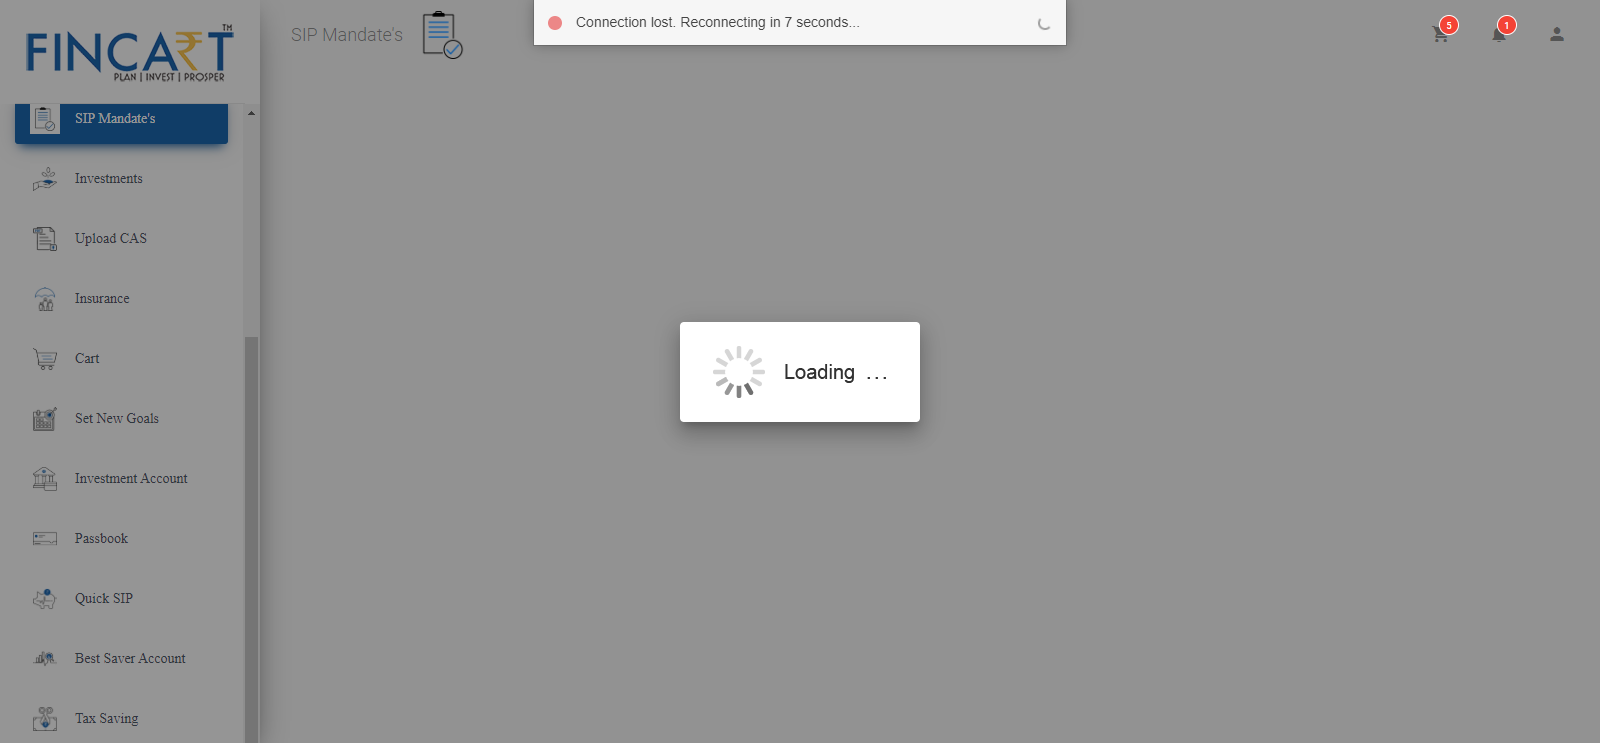 FINCART™
PLAN | INVEST | PROSPER
SIP Mandate's
Connection lost. Reconnecting in 7 seconds...
5
1
SIP Mandate's
Investments
Upload CAS
Insurance
Cart
Set New Goals
Investment Account
Passbook
Quick SIP
Best Saver Account
Tax Saving
Loading ...